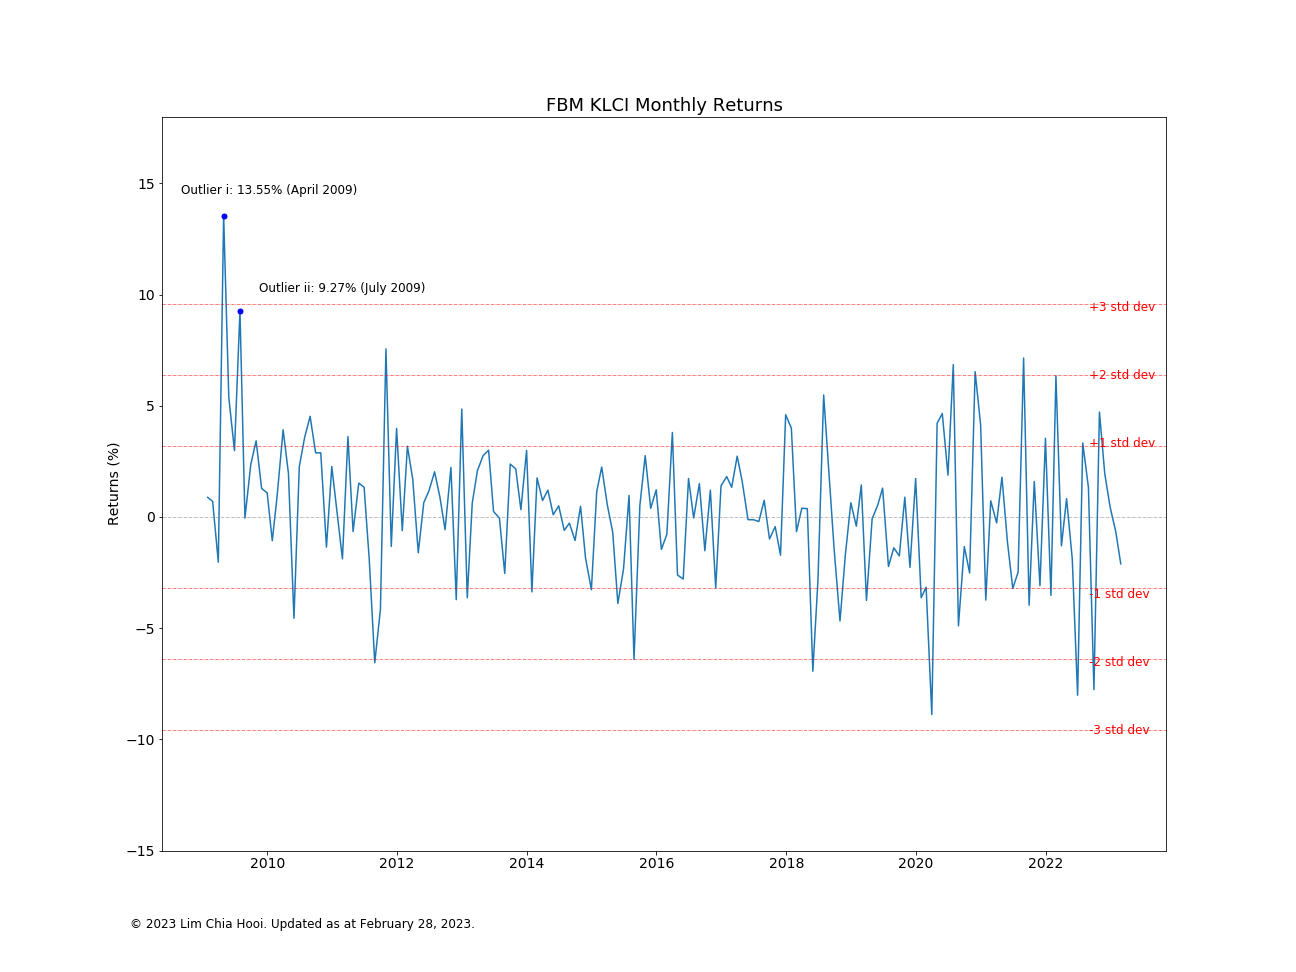 FBM KLCI Monthly Returns
15
Outlier i: 13.55% (April 2009)
Outlier ii: 9.27% (July 2009)
10
+3 std dev
+2 std dev
5
+1 std dev
Returns (%)
0
-1 std dev
−5
-2 std dev
-3 std dev
−10
−15
2010 2012 2014 2016 2018 2020 2022
© 2023 Lim Chia Hooi. Updated as at February 28, 2023.